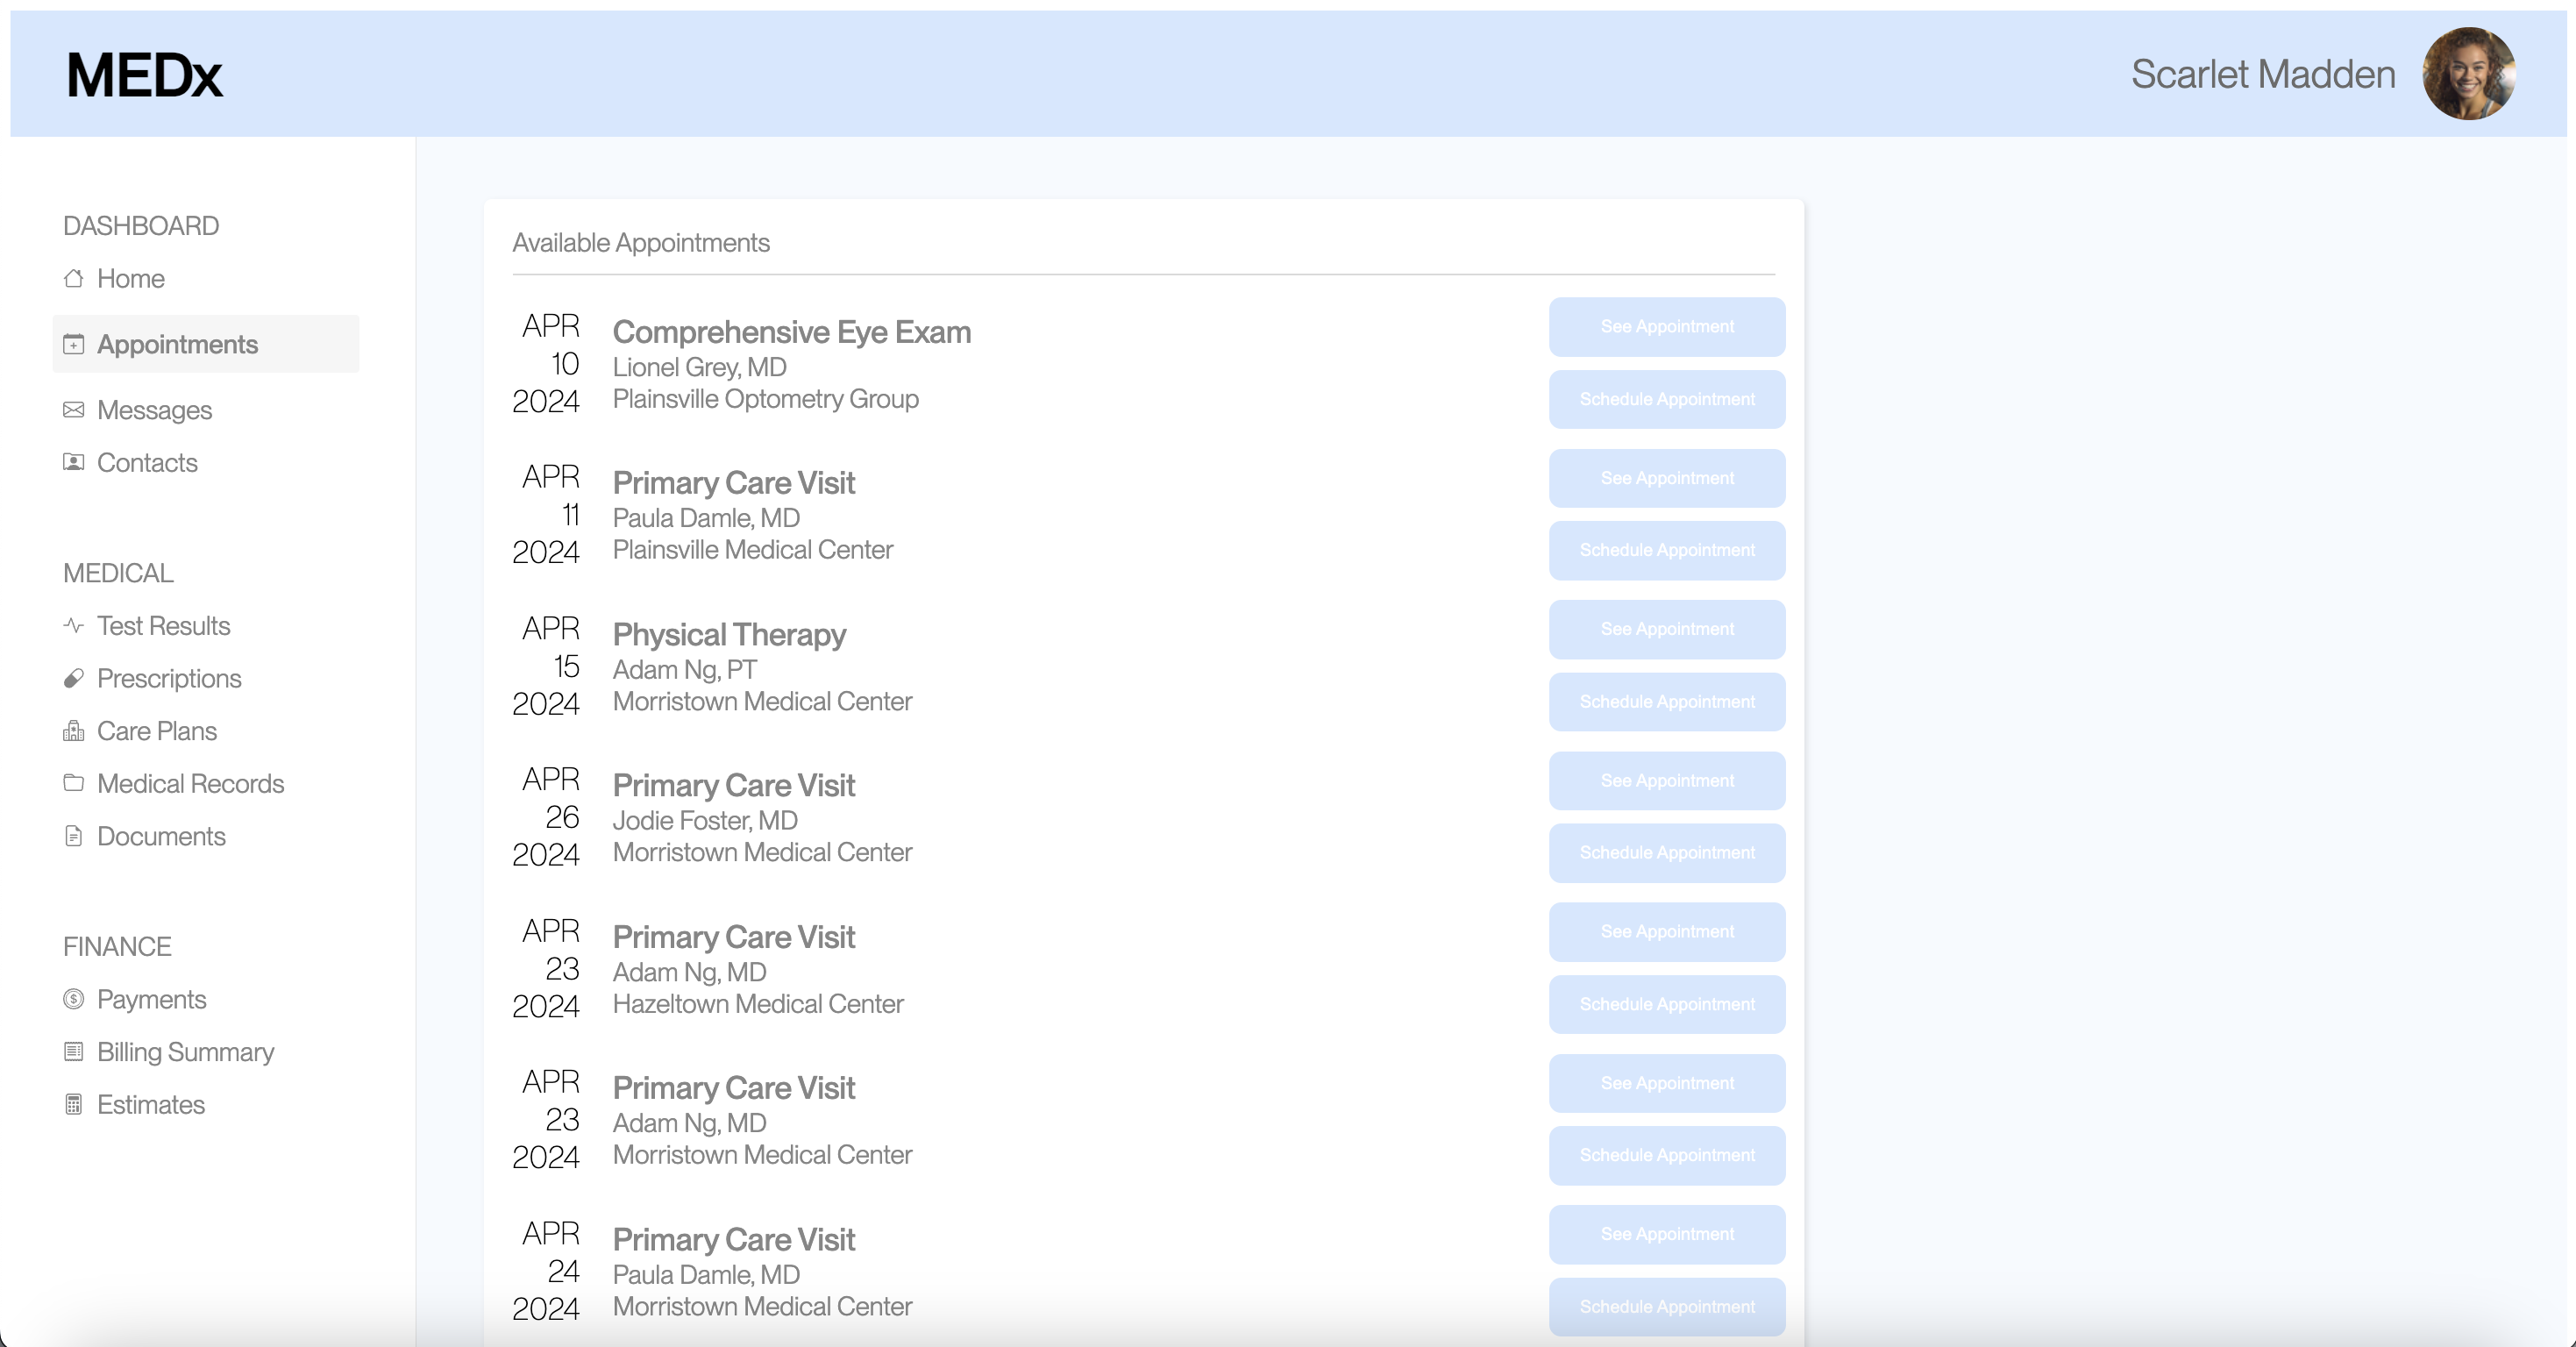 MEDx
Scarlet Madden
DASHBOARD
Home
Appointments
Messages
Contacts
MEDICAL
Test Results
Prescriptions
Care Plans
Medical Records
Documents
FINANCE
Payments
Billing Summary
Estimates
Available Appointments
APR
10
2024
Comprehensive Eye Exam
Lionel Grey, MD
Plainsville Optometry Group
See Appointment
Schedule Appointment
APR
11
2024
Primary Care Visit
Paula Damle, MD
Plainsville Medical Center
See Appointment
Schedule Appointment
APR
15
2024
Physical Therapy
Adam Ng, PT
Morristown Medical Center
See Appointment
Schedule Appointment
APR
26
2024
Primary Care Visit
Jodie Foster, MD
Morristown Medical Center
See Appointment
Schedule Appointment
APR
23
2024
Primary Care Visit
Adam Ng, MD
Hazeltown Medical Center
See Appointment
Schedule Appointment
APR
23
2024
Primary Care Visit
Adam Ng, MD
Morristown Medical Center
See Appointment
Schedule Appointment
APR
24
2024
Primary Care Visit
Paula Damle, MD
Morristown Medical Center
See Appointment
Schedule Appointment